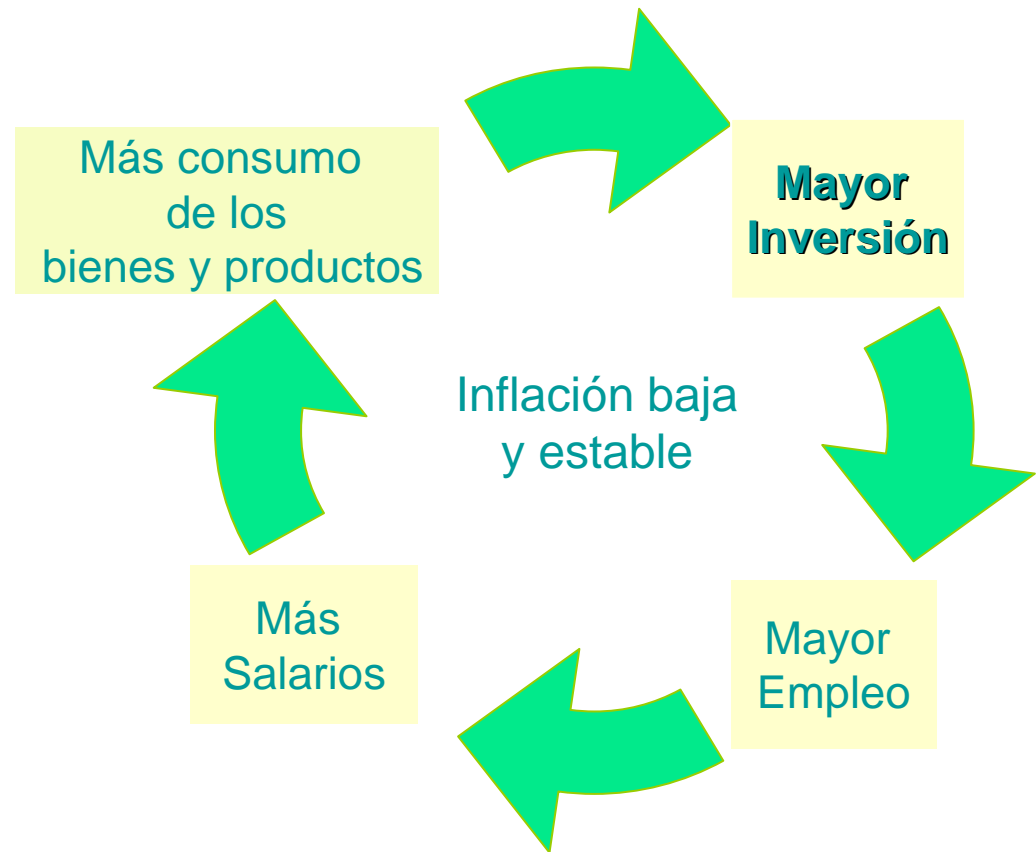 Más consumo
de los
bienes y productos
Mayor
Inversión
Inflación baja
y estable
Más
Salarios
Mayor
Empleo